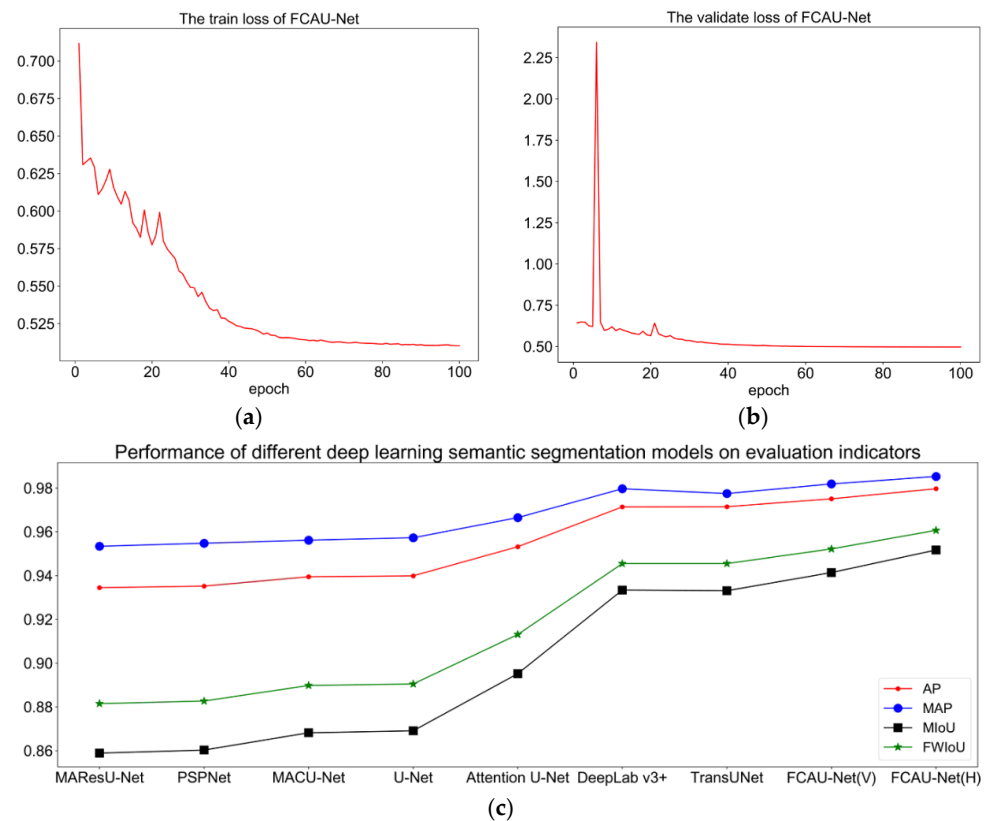 The train loss of FCAU-Net
0.700
0.675
0.650
0.625
0.600
0.575
0.550
0.525
0 20 40 60 80 100
epoch
(a)
The validate loss of FCAU-Net
2.25
2.00
1.75
1.50
1.25
1.00
0.75
0.50
0 20 40 60 80 100
epoch
(b)
Performance of different deep learning semantic segmentation models on evaluation indicators
0.98
0.96
0.94
0.92
0.90
0.88
0.86
AP
MAP
MIoU
FWIoU
MAResU-Net PSPNet MACU-Net U-Net Attention U-Net DeepLab v3+ TransUNet FCAU-Net(V) FCAU-Net(H)
(c)